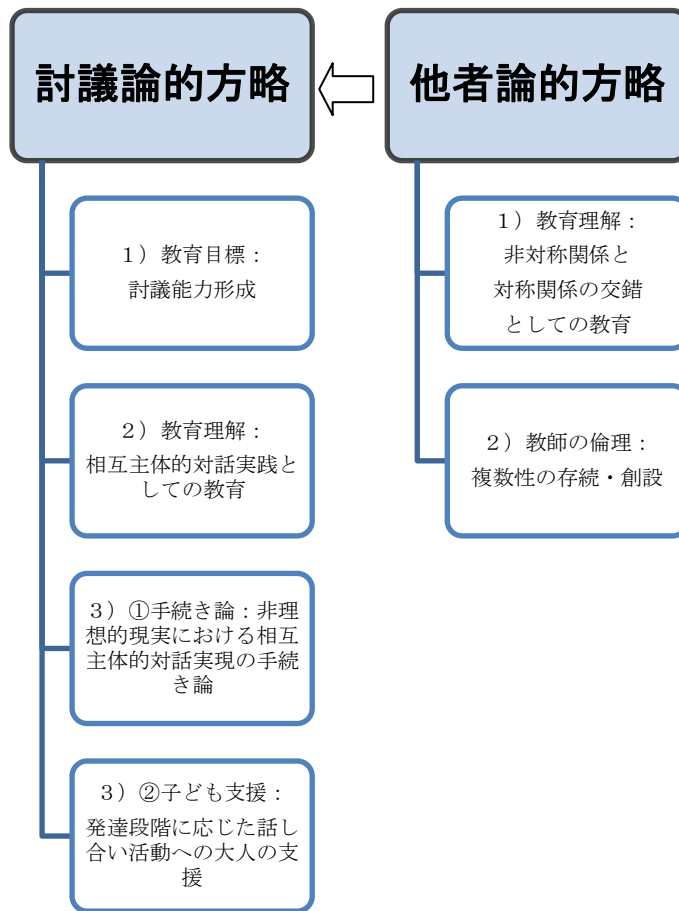 討議論的方略
1）教育目標：
討議能力形成
2）教育理解：
相互主体的対話実践と
しての教育
3）①手続き論：非理
想的現実における相互
主体的対話実現の手続
き論
3）②子ども支援：
発達段階に応じた話し
合い活動への大人の支
援
他者論的方略
1）教育理解：
非対称関係と
対称関係の交錯
としての教育
2）教師の倫理：
複数性の存続・創設